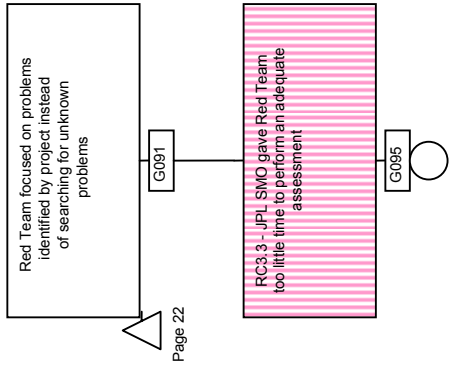 Red Team focused on problems
identified by project instead
of searching for unknown
problems
G091
Page 22
RC3.3 - JPL SMO gave Red Team
too little time to perform an adequate
assessment
G095